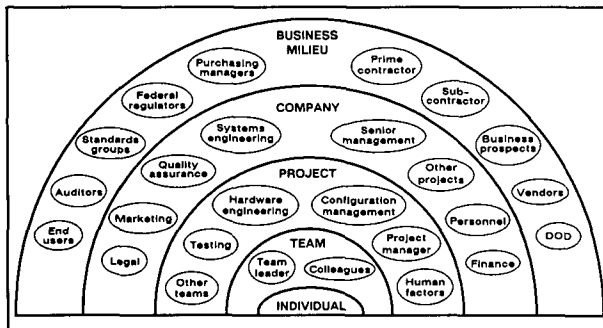 BUSINESS
MILIEU
Purchasing
managers
Prime
contractor
Federal
regulators
Sub-
contractor
Standards
groups
Business
prospects
Auditors
Vendors
End
users
DOD
COMPANY
Systems
engineering
Senior
management
Quality
assurance
Other
projects
Marketing
Personnel
Legal
Finance
PROJECT
Hardware
engineering
Configuration
management
Testing
Project
manager
Other
teams
Human
factors
TEAM
Team
leader
Colleagues
INDIVIDUAL